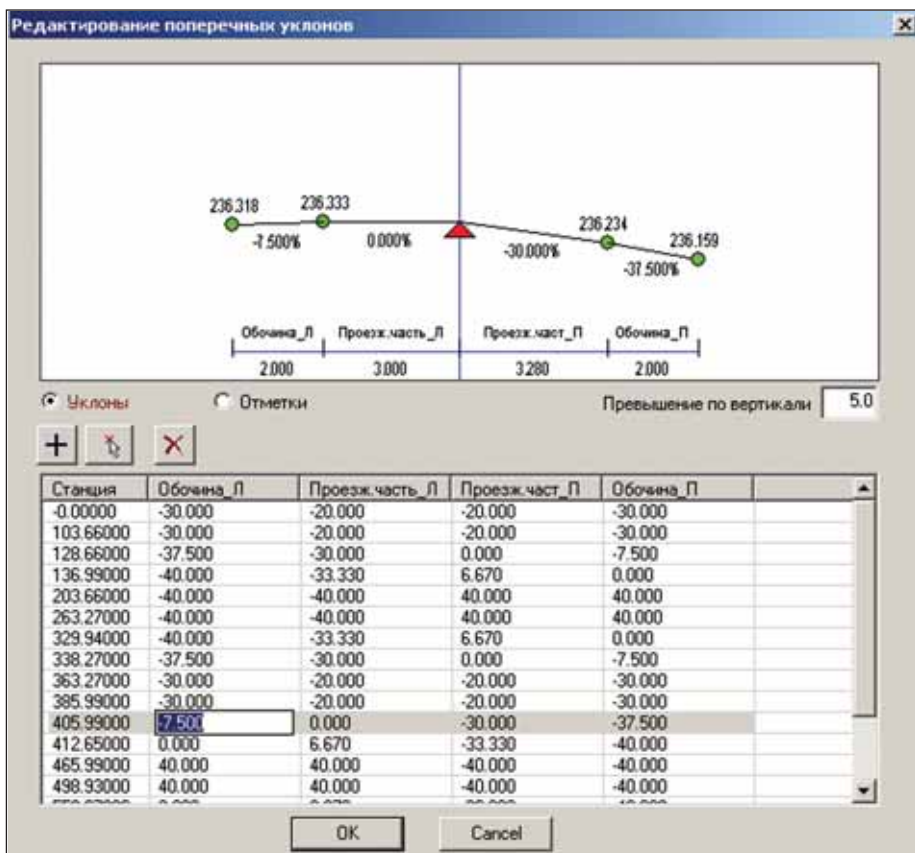 Редактирование поперечных уклонов
236.318 236.333 236.234 236.159
-7.500% 0.000% -30.000% -37.500%
Обочина_Л Проезж.часть_Л Проезж.част_П Обочина_П
2.000 3.000 3.280 2.000
Уклоны Отметки Превышение по вертикали 5.0
Станция Обочина_Л Проезж.часть_Л Проезж.част_П Обочина_П
-0.00000 -30.000 -20.000 -20.000 -30.000
103.66000 -30.000 -20.000 -20.000 -30.000
128.66000 -37.500 -30.000 0.000 -7.500
136.99000 -40.000 -33.330 6.670 0.000
203.66000 -40.000 -40.000 40.000 40.000
263.27000 -40.000 -40.000 40.000 40.000
329.94000 -40.000 -33.330 6.670 0.000
338.27000 -37.500 -30.000 0.000 -7.500
363.27000 -30.000 -20.000 -20.000 -30.000
385.99000 -30.000 -20.000 -20.000 -30.000
405.99000 -7.500 0.000 -30.000 -37.500
412.65000 0.000 6.670 -33.330 -40.000
465.99000 40.000 40.000 -40.000 -40.000
498.93000 40.000 40.000 -40.000 -40.000
OK Cancel